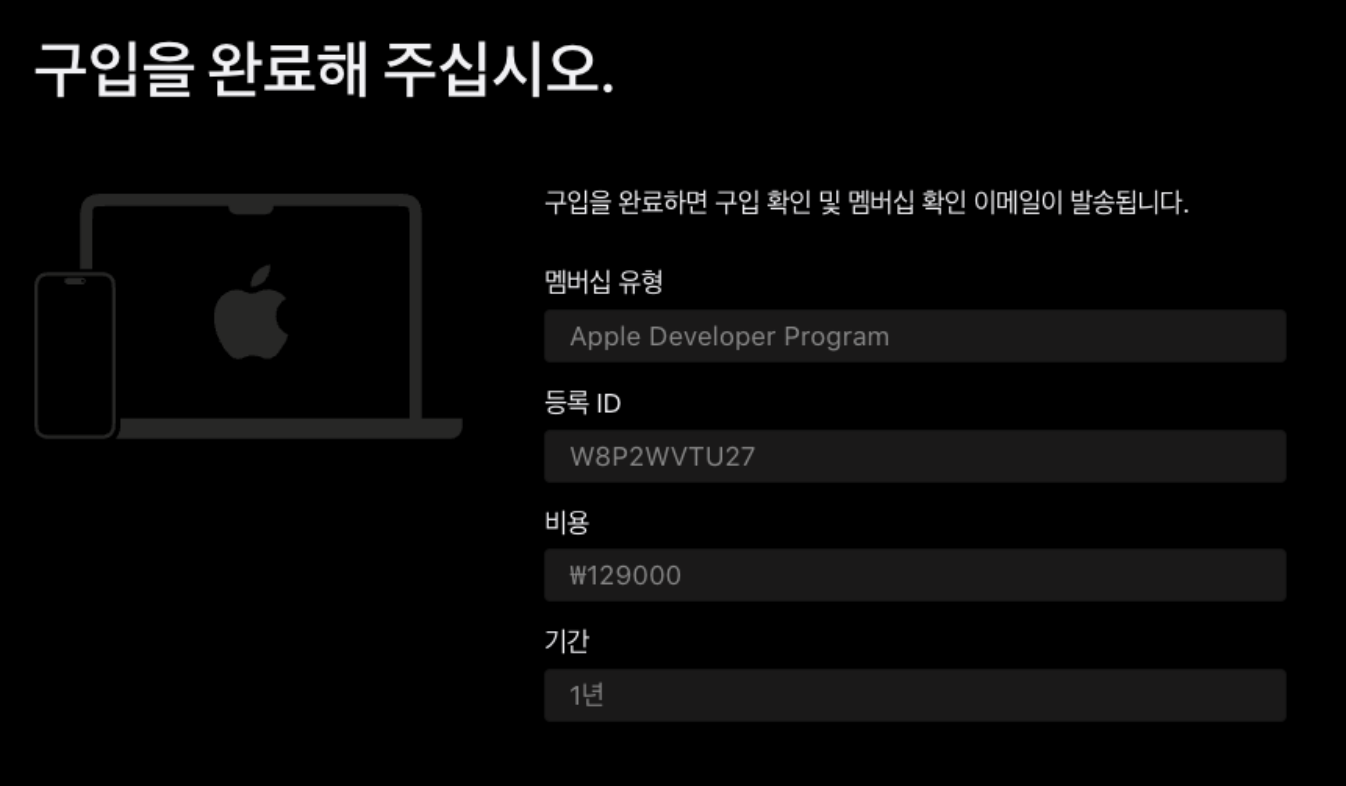 구입을 완료해 주십시오.
구입을 완료하면 구입 확인 및 멤버십 확인 이메일이 발송됩니다.
멤버십 유형
Apple Developer Program
등록 ID
W8P2WVTU27
비용
₩129000
기간
1년